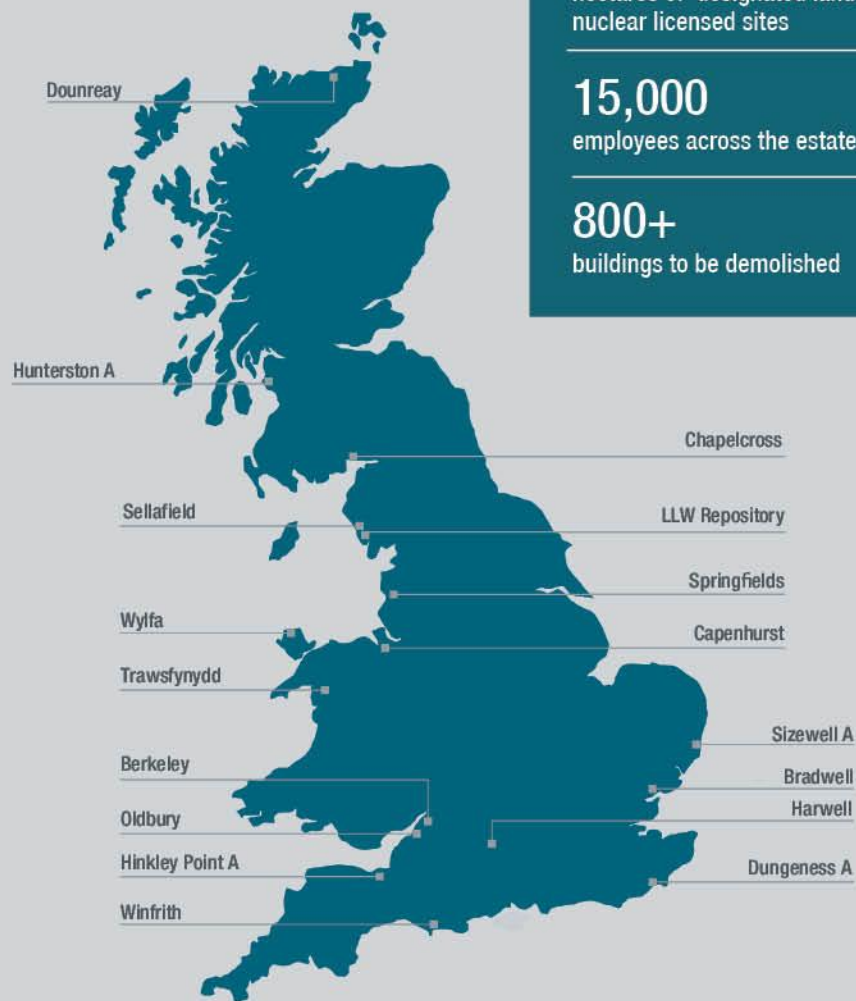 nuclear licensed sites
15,000
employees across the estate
800+
buildings to be demolished
Dounreay
Hunterston A
Chapelcross
Sellafield
LLW Repository
Springfields
Wylfa
Capenhurst
Trawsfynydd
Sizewell A
Berkeley
Bradwell
Harwell
Oldbury
Hinkley Point A
Dungeness A
Winfrith